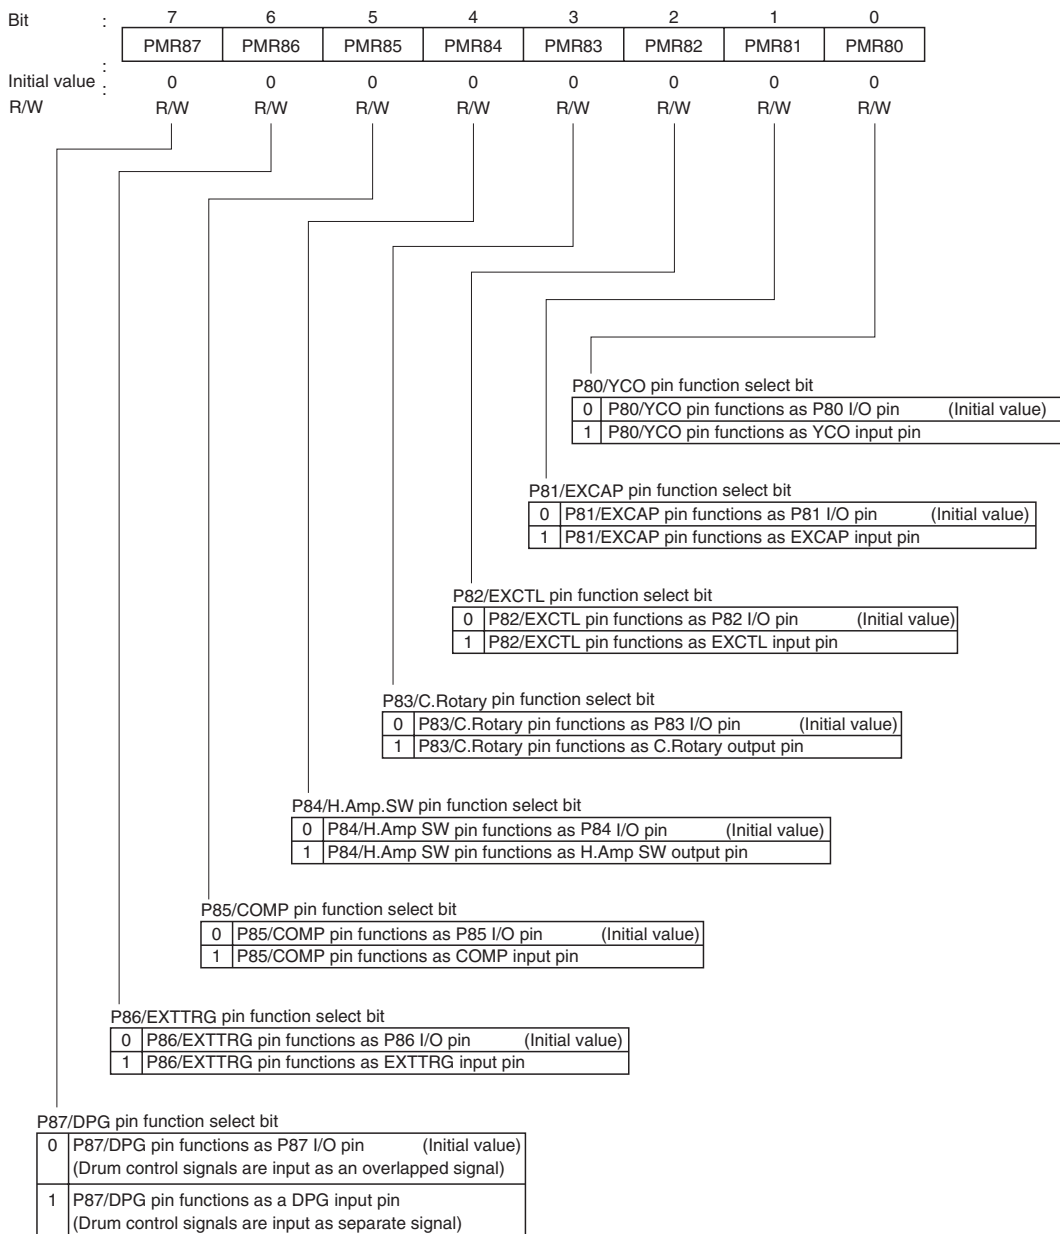 Bit : 7 6 5 4 3 2 1 0
PMR87 PMR86 PMR85 PMR84 PMR83 PMR82 PMR81 PMR80
:
Initial value : 0 0 0 0 0 0 0 0
R/W R/W R/W R/W R/W R/W R/W R/W R/W
P80/YCO pin function select bit
0 P80/YCO pin functions as P80 I/O pin (Initial value)
1 P80/YCO pin functions as YCO input pin
P81/EXCAP pin function select bit
0 P81/EXCAP pin functions as P81 I/O pin (Initial value)
1 P81/EXCAP pin functions as EXCAP input pin
P82/EXCTL pin function select bit
0 P82/EXCTL pin functions as P82 I/O pin (Initial value)
1 P82/EXCTL pin functions as EXCTL input pin
P83/C.Rotary pin function select bit
0 P83/C.Rotary pin functions as P83 I/O pin (Initial value)
1 P83/C.Rotary pin functions as C.Rotary output pin
P84/H.Amp.SW pin function select bit
0 P84/H.Amp SW pin functions as P84 I/O pin (Initial value)
1 P84/H.Amp SW pin functions as H.Amp SW output pin
P85/COMP pin function select bit
0 P85/COMP pin functions as P85 I/O pin (Initial value)
1 P85/COMP pin functions as COMP input pin
P86/EXTTRG pin function select bit
0 P86/EXTTRG pin functions as P86 I/O pin (Initial value)
1 P86/EXTTRG pin functions as EXTTRG input pin
P87/DPG pin function select bit
0 P87/DPG pin functions as P87 I/O pin (Initial value)
(Drum control signals are input as an overlapped signal)
1 P87/DPG pin functions as a DPG input pin
(Drum control signals are input as separate signal)